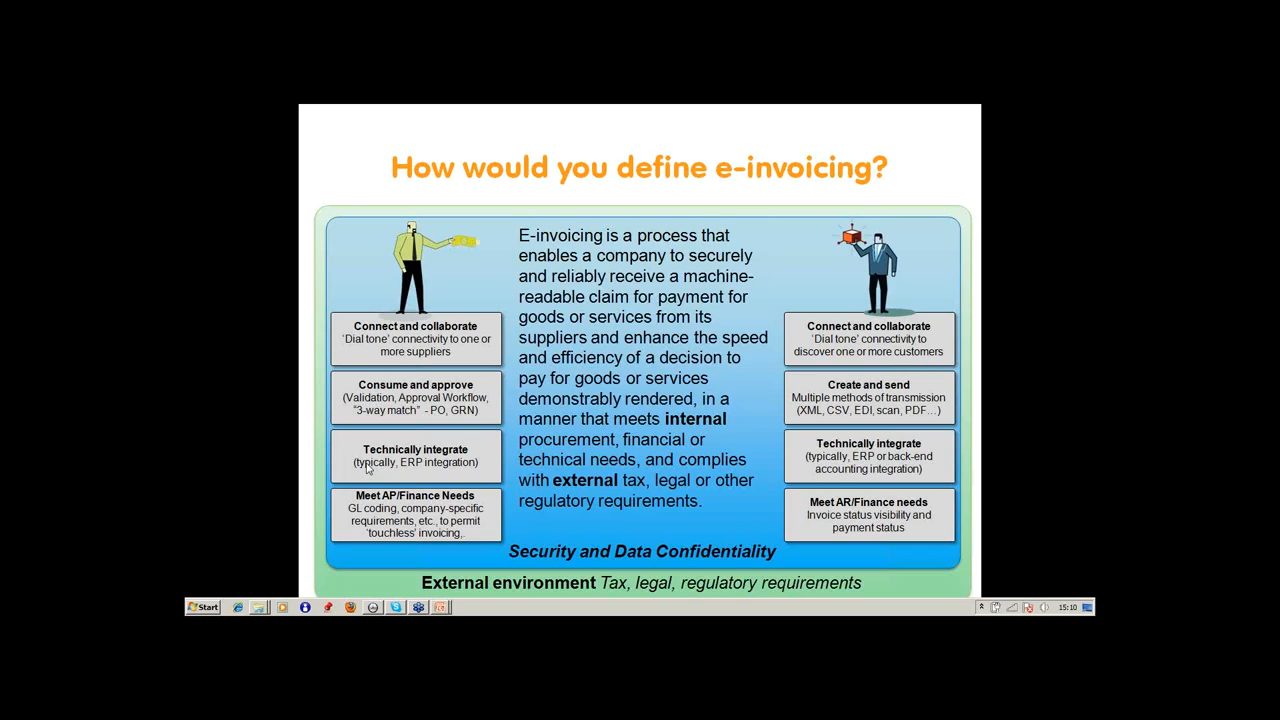 How would you define e-invoicing?
Connect and collaborate
'Dial tone' connectivity to one or
more suppliers
Consume and approve
(Validation, Approval Workflow,
"3-way match" - PO, GRN)
Technically integrate
(typically, ERP integration)
Meet AP/Finance Needs
GL coding, company-specific
requirements, etc., to permit
'touchless' invoicing,.
E-invoicing is a process that
enables a company to securely
and reliably receive a machine-
readable claim for payment for
goods or services from its
suppliers and enhance the speed
and efficiency of a decision to
pay for goods or services
demonstrably rendered, in a
manner that meets internal
procurement, financial or
technical needs, and complies
with external tax, legal or other
regulatory requirements.
Connect and collaborate
'Dial tone' connectivity to
discover one or more customers
Create and send
Multiple methods of transmission
(XML, CSV, EDI, scan, PDF…)
Technically integrate
(typically, ERP or back-end
accounting integration)
Meet AR/Finance needs
Invoice status visibility and
payment status
Security and Data Confidentiality
External environment Tax, legal, regulatory requirements
Start
15:10